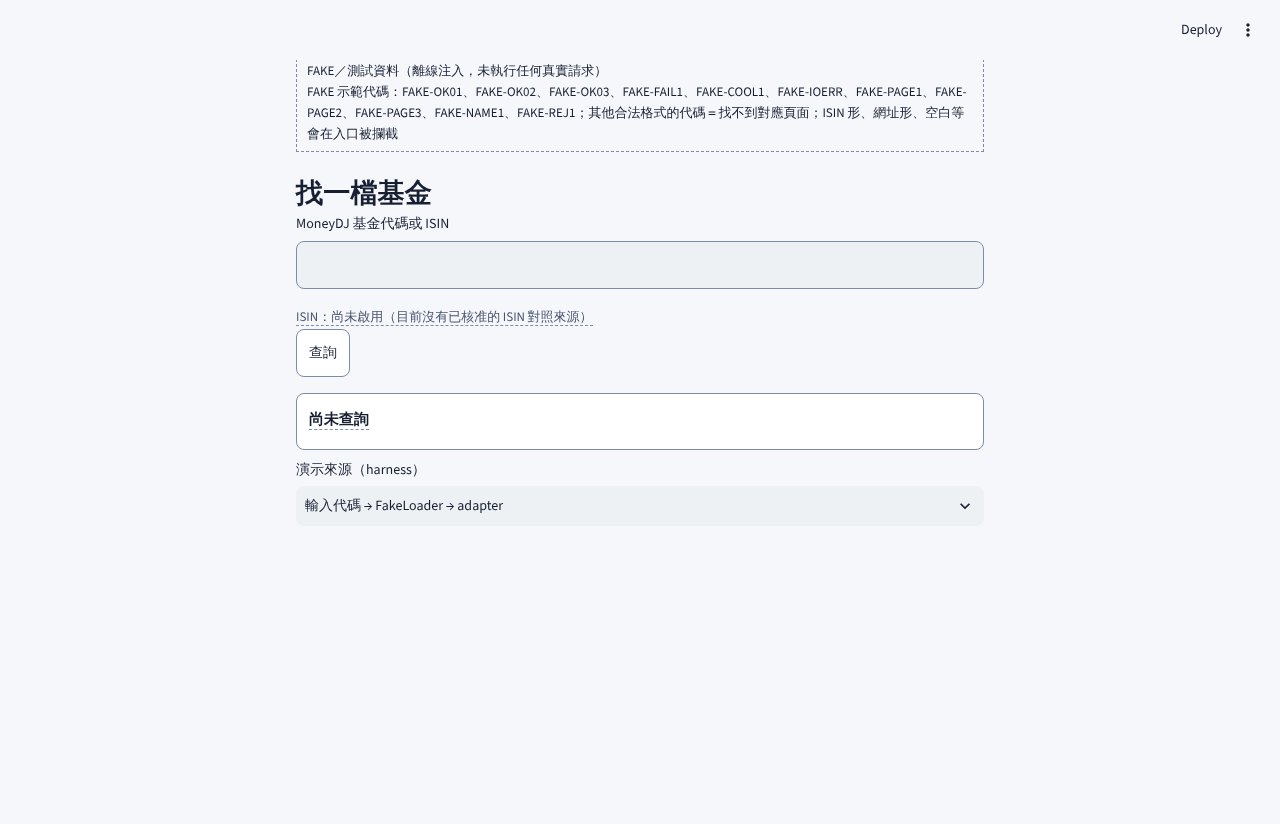 Deploy
FAKE／測試資料（離線注入，未執行任何真實請求）
FAKE 示範代碼：FAKE-OK01、FAKE-OK02、FAKE-OK03、FAKE-FAIL1、FAKE-COOL1、FAKE-IOERR、FAKE-PAGE1、FAKE-
PAGE2、FAKE-PAGE3、FAKE-NAME1、FAKE-REJ1；其他合法格式的代碼＝找不到對應頁面；ISIN 形、網址形、空白等
會在入口被攔截
找一檔基金
MoneyDJ 基金代碼或 ISIN
ISIN：尚未啟用（目前沒有已核准的 ISIN 對照來源）
查詢
尚未查詢
演示來源（harness）
輸入代碼 → FakeLoader → adapter